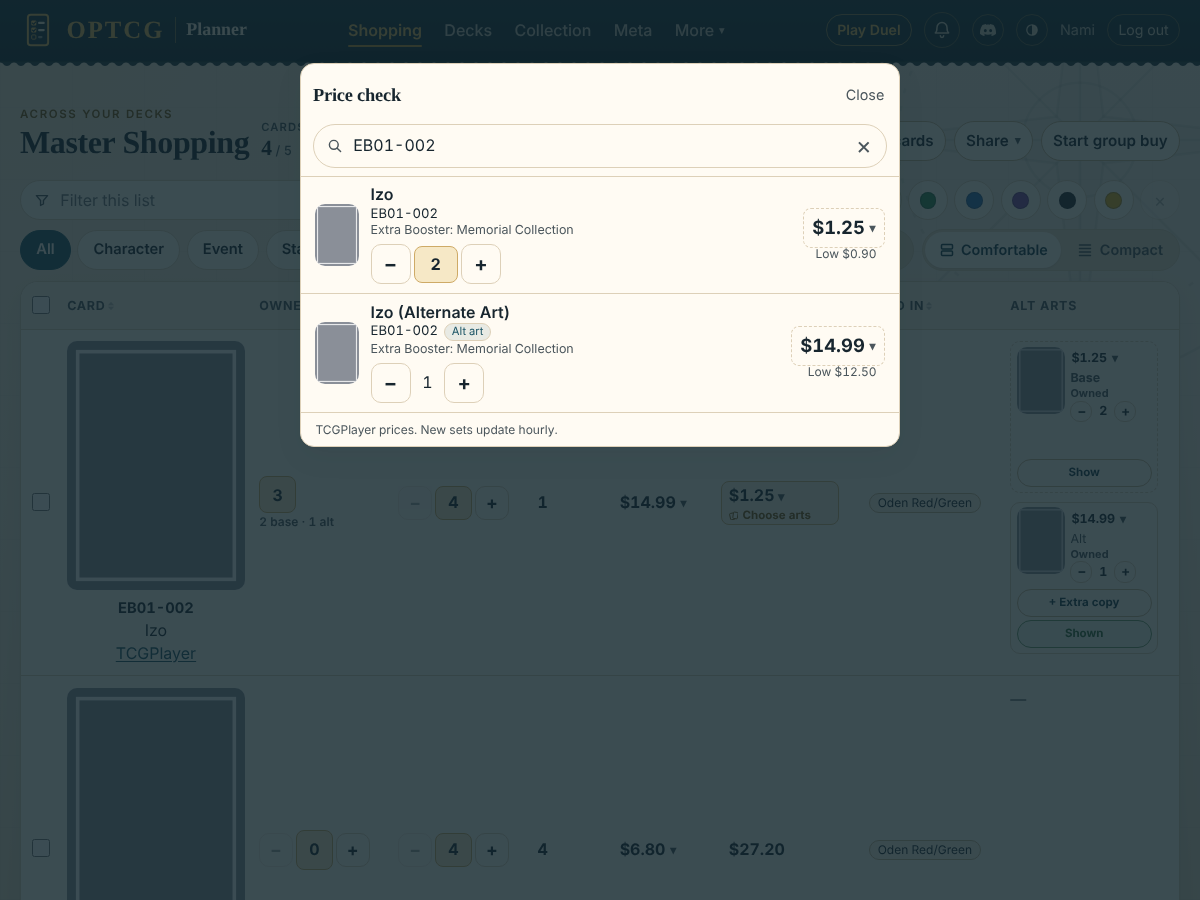 OPTCG Planner Shopping Decks Collection Meta More ▾ Play Duel Nami Log out
ACROSS YOUR DECKS
Master Shopping
4 / 5
Share ▾
Start group buy
Filter this list
All Character Event
Comfortable Compact
CARD
ALT ARTS
Price check
Close
EB01-002
Izo
EB01-002
Extra Booster: Memorial Collection
− 2 +
$1.25 ▾
Low $0.90
Izo (Alternate Art)
EB01-002 Alt art
Extra Booster: Memorial Collection
− 1 +
$14.99 ▾
Low $12.50
TCGPlayer prices. New sets update hourly.
EB01-002
Izo
TCGPlayer
3
2 base · 1 alt
− 4 +
1
$14.99 ▾
$1.25 ▾
Choose arts
Oden Red/Green
$1.25 ▾
Base
Owned
− 2 +
Show
$14.99 ▾
Alt
Owned
− 1 +
+ Extra copy
Shown
− 0 +
− 4 +
4
$6.80 ▾
$27.20
Oden Red/Green
—